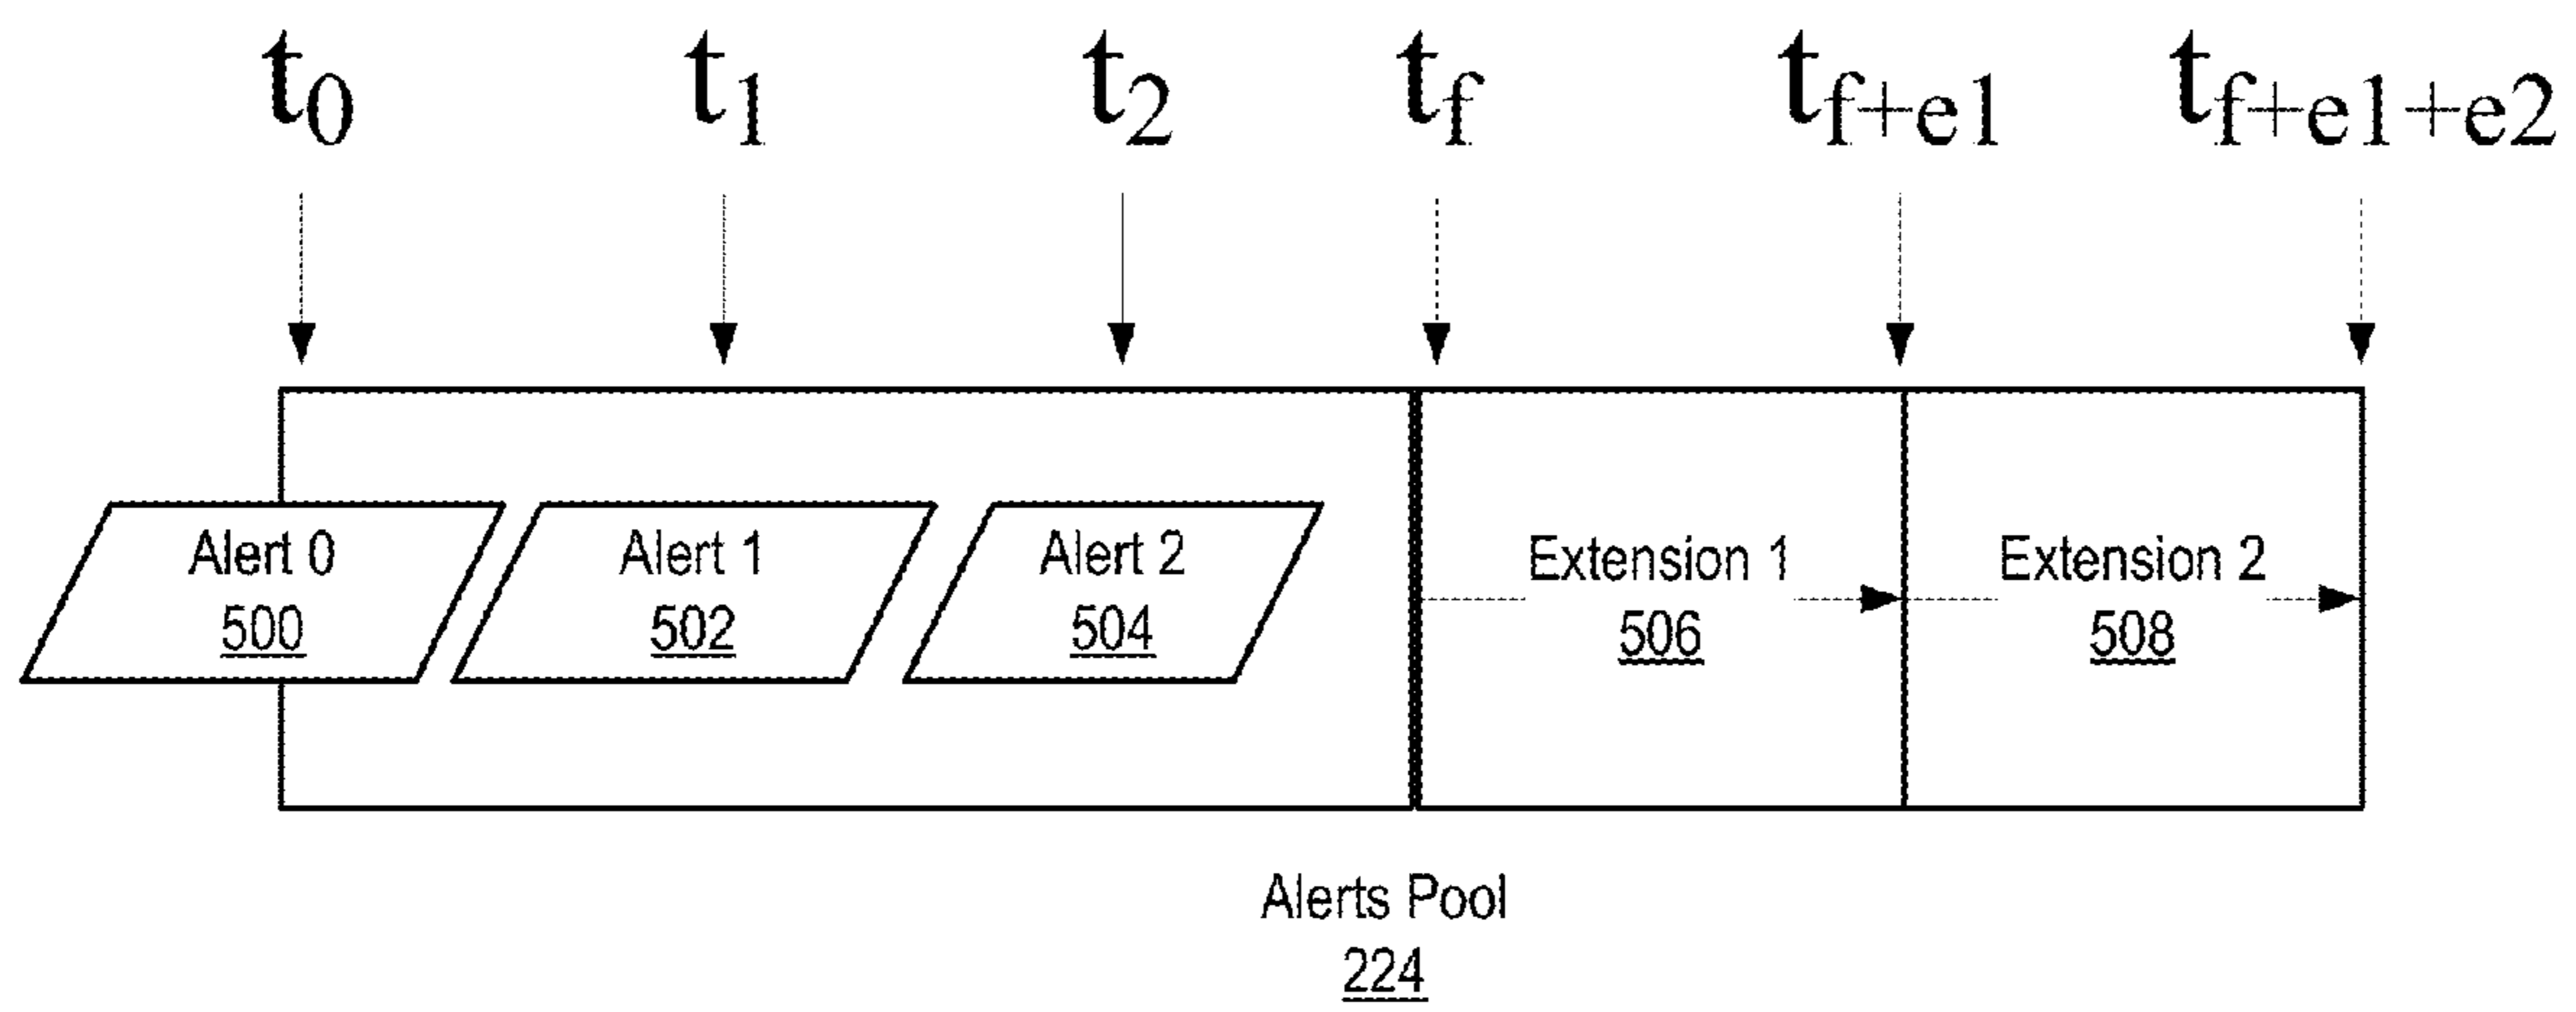 t0 t1 t2 tf tf+e1 tf+e1+e2
Alert 0
500
Alert 1
502
Alert 2
504
Extension 1
506
Extension 2
508
Alerts Pool
224